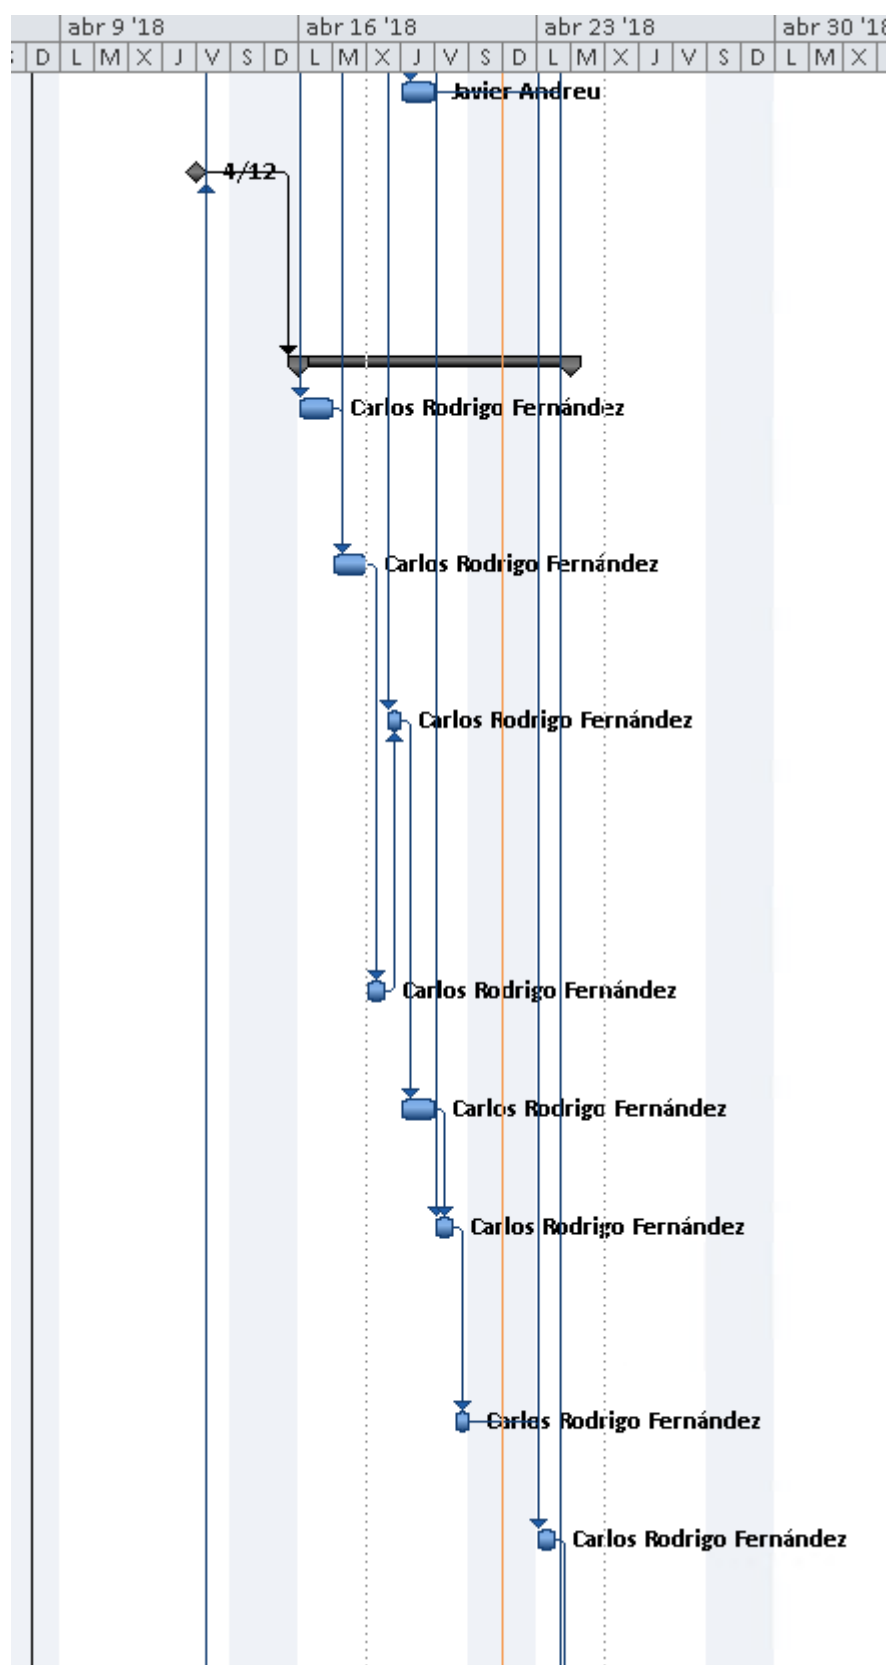 abr 9 '18 abr 16 '18 abr 23 '18 abr 30 '18
D L M X J V S D L M X J V S D L M X J V S D L M X
Javier Andreu
4/12
Carlos Rodrigo Fernández
Carlos Rodrigo Fernández
Carlos Rodrigo Fernández
Carlos Rodrigo Fernández
Carlos Rodrigo Fernández
Carlos Rodrigo Fernández
Carlos Rodrigo Fernández
Carlos Rodrigo Fernández